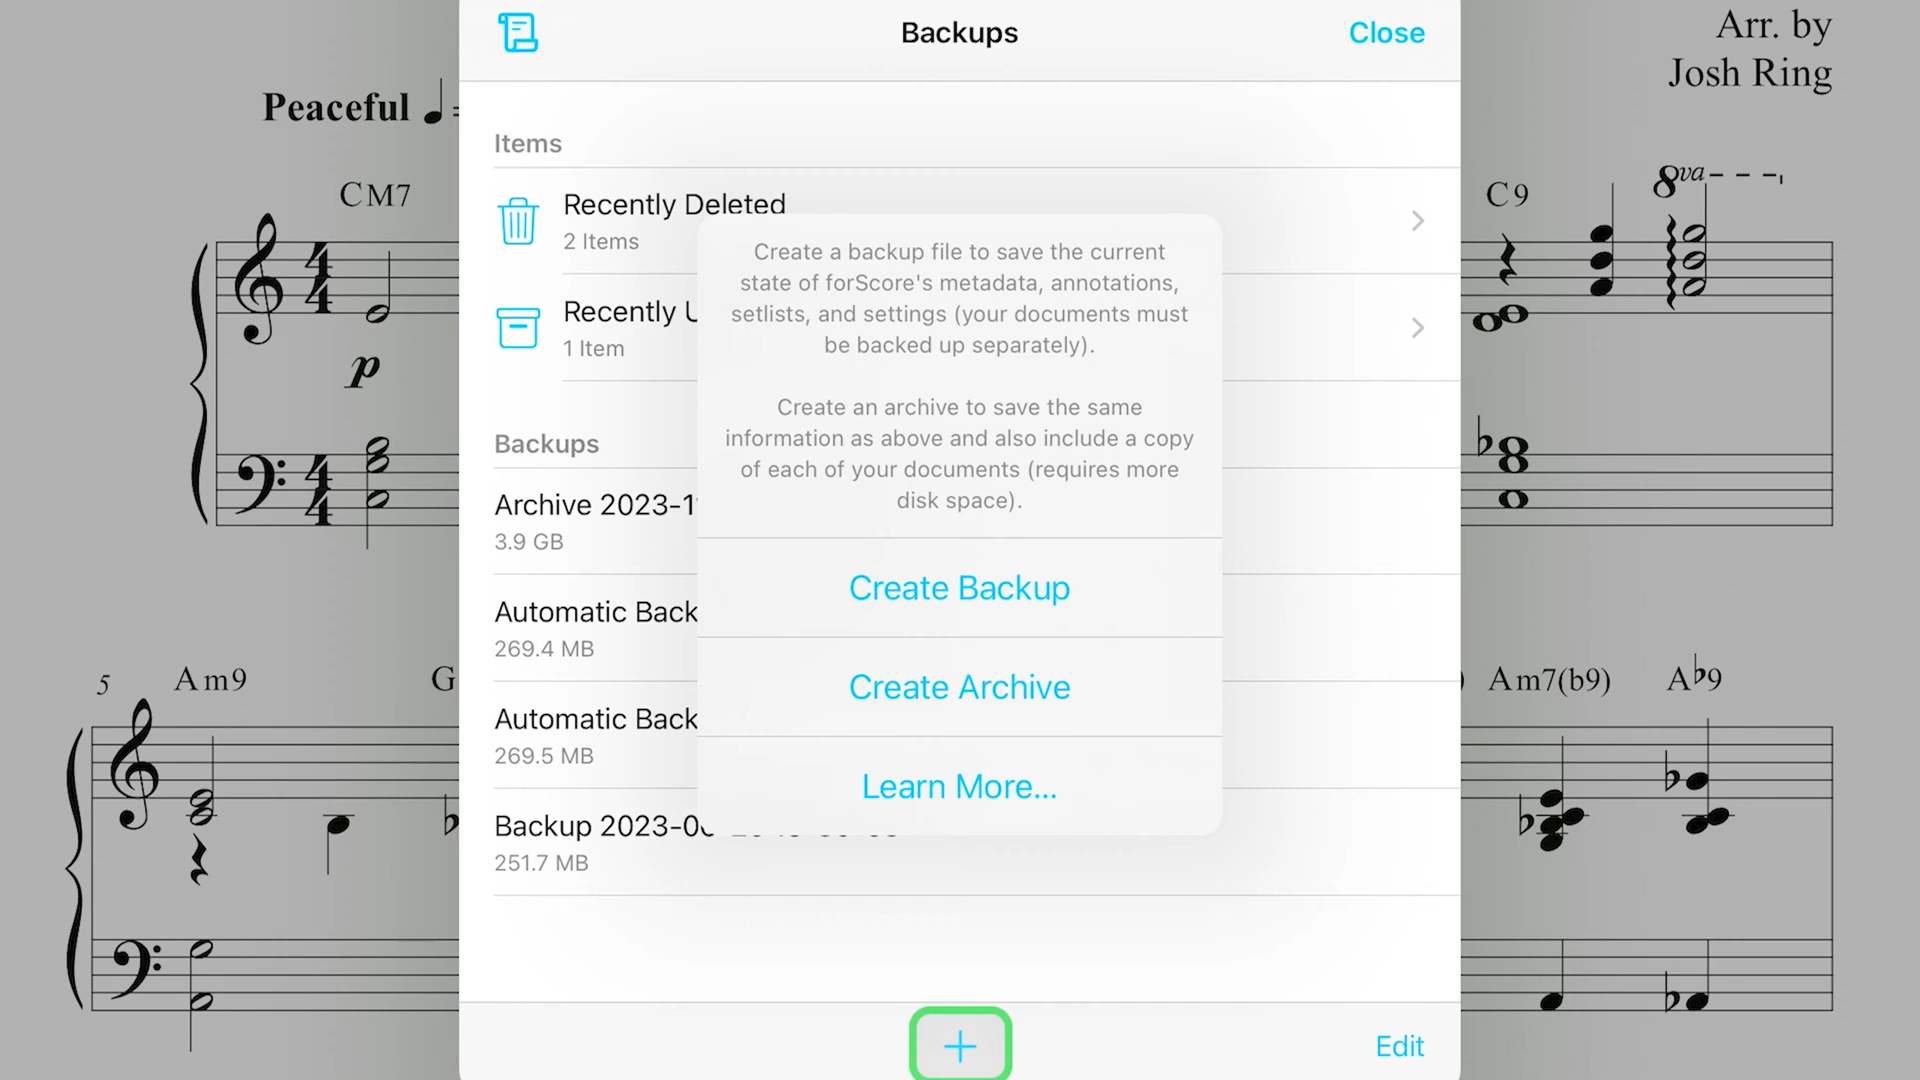 Backups
Close
Arr. by
Josh Ring
Peaceful
Items
CM7
Recently Deleted
2 Items
C9
8va
Create a backup file to save the current
state of forScore's metadata, annotations,
setlists, and settings (your documents must
be backed up separately).
Recently U
1 Item
4
4
p
Create an archive to save the same
information as above and also include a copy
of each of your documents (requires more
disk space).
Backups
4
4
Archive 2023-1
3.9 GB
Create Backup
Automatic Back
269.4 MB
Create Archive
5
Am9
G
Am7(b9)
A♭9
Automatic Back
269.5 MB
Learn More...
Backup 2023-0
251.7 MB
+
Edit